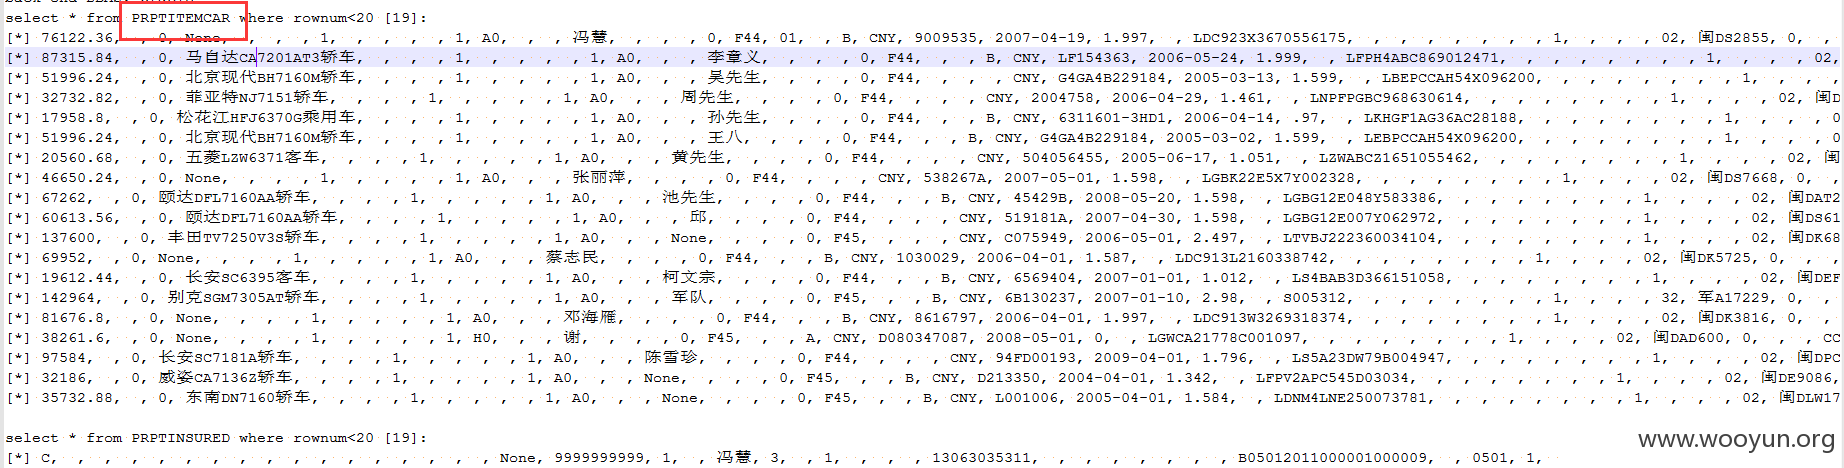 select * from PRPTITEMCAR where rownum<20 [19]:
[*] 76122.36, , 0, None, , , , 1, , , , , 1, A0, , , 冯慧, , , , 0, F44, 01, , B, CNY, 9009535, 2007-04-19, 1.997, , LDC923X3670556175, , , , , , , , 1, , , , 02, 闽DS2855, 0, ,
[*] 87315.84, , 0, 马自达CA7201AT3轿车, , , , 1, , , , , 1, A0, , , 李章义, , , , 0, F44, , , B, CNY, LF154363, 2006-05-24, 1.999, , LFPH4ABC869012471, , , , , , , , 1, , , , 02,
[*] 51996.24, , 0, 北京现代BH7160M轿车, , , , 1, , , , , 1, A0, , , 吴先生, , , , 0, F44, , , , CNY, G4GA4B229184, 2005-03-13, 1.599, , LBEPCCAH54X096200, , , , , , , , 1, , ,
[*] 32732.82, , 0, 菲亚特NJ7151轿车, , , , 1, , , , , 1, A0, , , 周先生, , , , 0, F44, , , , CNY, 2004758, 2006-04-29, 1.461, , LNPFPGBC968630614, , , , , , , , 1, , , , 02, 闽D
[*] 17958.8, , 0, 松花江HFJ6370G乘用车, , , , 1, , , , , 1, A0, , , 孙先生, , , , 0, F44, , , , CNY, 6311601-3HD1, 2006-04-14, .97, , LKHGF1AG36AC28188, , , , , , , , 1, , , , 0
[*] 51996.24, , 0, 北京现代BH7160M轿车, , , , 1, , , , , 1, A0, , , 王八, , , , 0, F44, , , B, CNY, G4GA4B229184, 2005-03-02, 1.599, , LEBPCCAH54X096200, , , , , , , , 1, , , , 0
[*] 20560.68, , 0, 五菱LZW6371客车, , , , 1, , , , , 1, A0, , , 黄先生, , , , 0, F44, , , , CNY, 504056455, 2005-06-17, 1.051, , LZWABCZ1651055462, , , , , , , , 1, , , , 02, 闽D
[*] 46650.24, , 0, None, , , , 1, , , , , 1, A0, , , 张丽萍, , , , 0, F44, , , , CNY, 538267A, 2007-05-01, 1.598, , LGBK22E5X7Y002328, , , , , , , , 1, , , , 02, 闽DS7668, 0, ,
[*] 67262, , 0, 颐达DFL7160AA轿车, , , , 1, , , , , 1, A0, , , 池先生, , , , 0, F44, , , B, CNY, 45429B, 2008-05-20, 1.598, , LGBG12E048Y583386, , , , , , , , 1, , , , 02, 闽DAT2
[*] 60613.56, , 0, 颐达DFL7160AA轿车, , , , 1, , , , , 1, A0, , , 邱, , , , 0, F44, , , , CNY, 519181A, 2007-04-30, 1.598, , LGBG12E007Y062972, , , , , , , , 1, , , , 02, 闽DS61
[*] 137600, , 0, 丰田TV7250V3S轿车, , , , 1, , , , , 1, A0, , , None, , , , 0, F45, , , , CNY, C075949, 2006-05-01, 2.497, , LTVBJ222360034104, , , , , , , , 1, , , , 02, 闽DK68
[*] 69952, , 0, None, , , , 1, , , , , 1, A0, , , 蔡志民, , , , 0, F44, , , B, CNY, 1030029, 2006-04-01, 1.587, , LDC913L2160338742, , , , , , , , 1, , , , 02, 闽DK5725, 0, ,
[*] 19612.44, , 0, 长安SC6395客车, , , , 1, , , , , 1, A0, , , 柯文宗, , , , 0, F44, , , B, CNY, 6569404, 2007-01-01, 1.012, , LS4BAB3D366151058, , , , , , , , 1, , , , 02, 闽DEF
[*] 142964, , 0, 别克SGM7305AT轿车, , , , 1, , , , , 1, A0, , , 军队, , , , 0, F45, , , B, CNY, 6B130237, 2007-01-10, 2.98, , S005312, , , , , , , , 1, , , , 32, 军A17229, 0, ,
[*] 81676.8, , 0, None, , , , 1, , , , , 1, A0, , , 邓海雁, , , , 0, F44, , , B, CNY, 8616797, 2006-04-01, 1.997, , LDC913W3269318374, , , , , , , , 1, , , , 02, 闽DK3816, 0, ,
[*] 38261.6, , 0, None, , , , 1, , , , , 1, H0, , , 谢, , , , 0, F45, , , A, CNY, D080347087, 2008-05-01, 0, , LGWCA21778C001097, , , , , , , , 1, , , , 02, 闽DAD600, 0, , , CC
[*] 97584, , 0, 长安SC7181A轿车, , , , 1, , , , , 1, A0, , , 陈雪珍, , , , 0, F44, , , , CNY, 94FD00193, 2009-04-01, 1.796, , LS5A23DW79B004947, , , , , , , , 1, , , , 02, 闽DPC
[*] 32186, , 0, 威姿CA7136Z轿车, , , , 1, , , , , 1, A0, , , None, , , , 0, F45, , , B, CNY, D213350, 2004-04-01, 1.342, , LFPV2APC545D03034, , , , , , , , 1, , , , 02, 闽DE9086,
[*] 35732.88, , 0, 东南DN7160轿车, , , , 1, , , , , 1, A0, , , None, , , , 0, F45, , , B, CNY, L001006, 2005-04-01, 1.584, , LDNM4LNE250073781, , , , , , , , 1, , , , 02, 闽DLW17
select * from PRPTINSURED where rownum<20 [19]:
www.wooyun.org
[*] C, , , , , , , , , , , , , , None, 9999999999, 1, , 冯慧, 3, , 1, , , , 13063035311, , , , , , , B05012011000001000009, , 0501, 1,